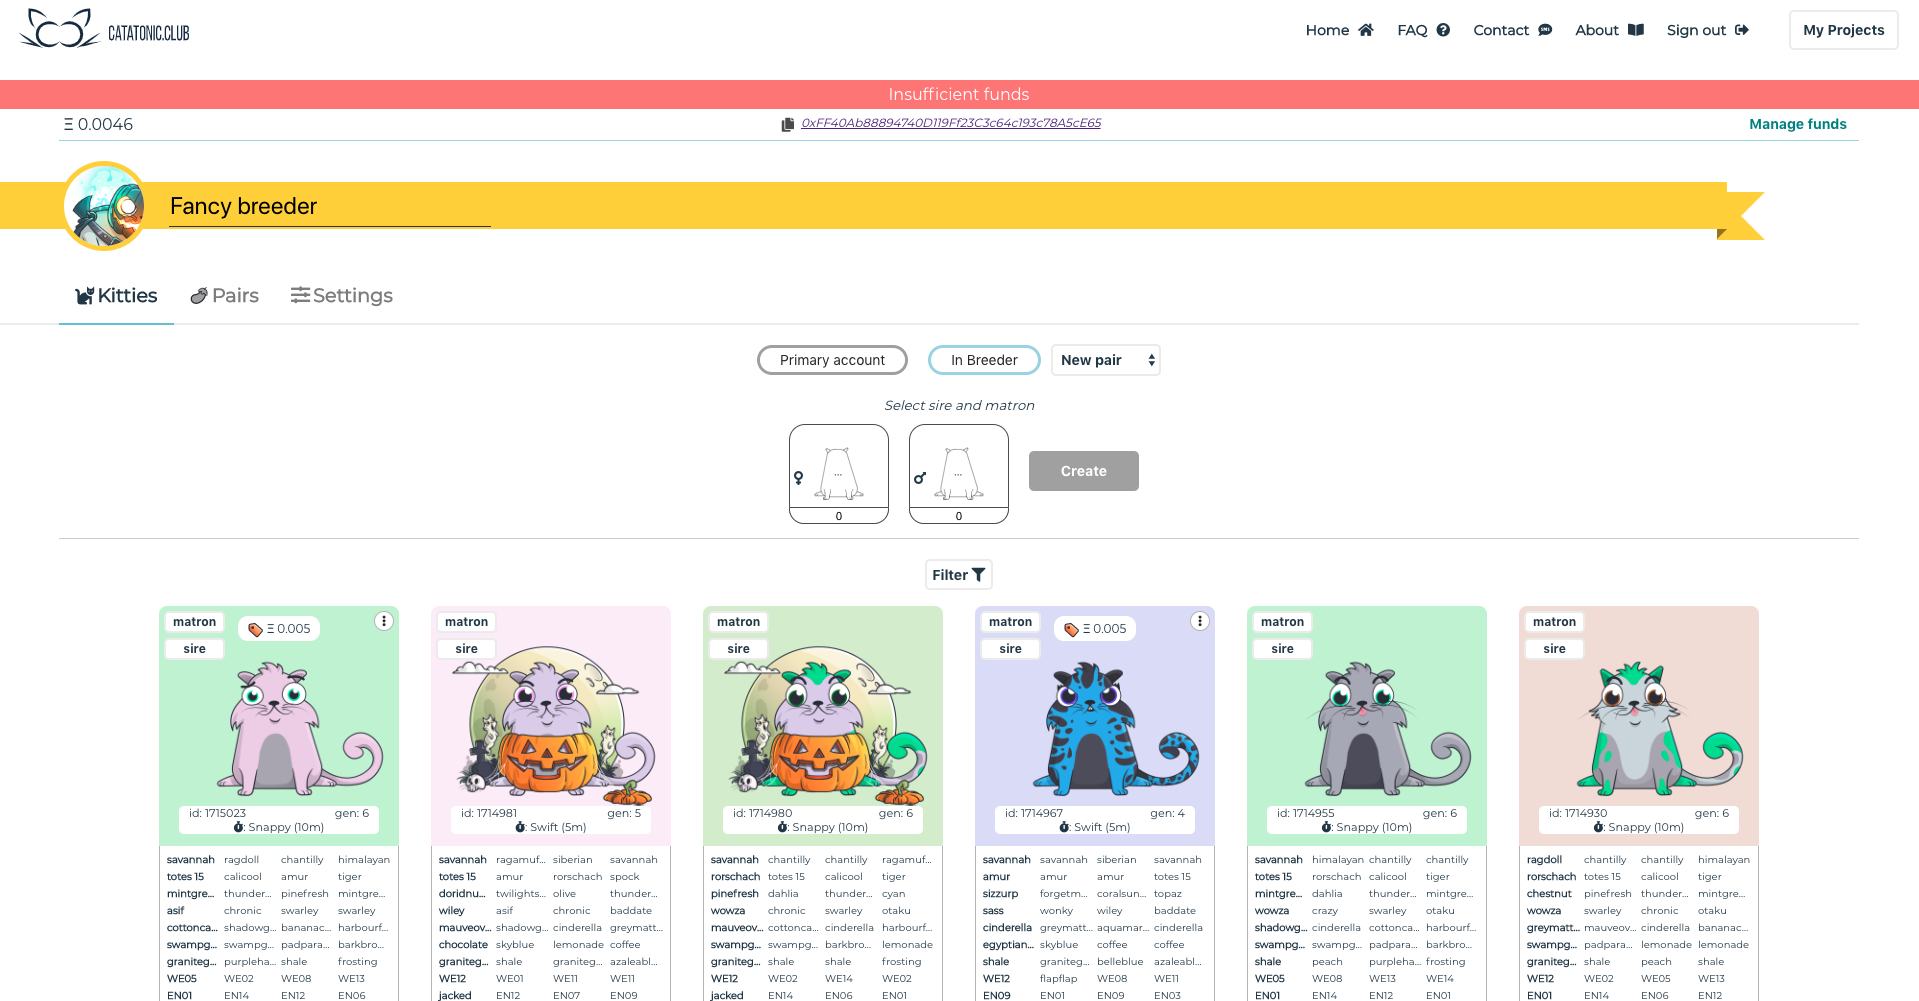 CATATONIC.CLUB
Home FAQ Contact About Sign out My Projects
Insufficient funds
Ξ 0.0046 0xFF40Ab88894740D119Ff23C3c64c193c78A5cE65 Manage funds
Fancy breeder
Kitties Pairs Settings
Primary account In Breeder New pair
Select sire and matron
Create
0 0
Filter
matron Ξ 0.005 matron matron matron Ξ 0.005 matron matron
sire sire sire sire sire sire
id: 1715023 gen: 6 id: 1714981 gen: 5 id: 1714980 gen: 6 id: 1714967 gen: 4 id: 1714955 gen: 6 id: 1714930 gen: 6
: Snappy (10m) : Swift (5m) : Snappy (10m) : Swift (5m) : Snappy (10m) : Snappy (10m)
savannah ragdoll chantilly himalayan savannah ragamuf... siberian savannah savannah chantilly chantilly ragamuf... savannah savannah siberian savannah savannah himalayan chantilly chantilly ragdoll chantilly chantilly himalayan
totes 15 calicool amur tiger totes 15 amur rorschach spock rorschach totes 15 calicool tiger amur amur amur totes 15 totes 15 rorschach calicool tiger rorschach totes 15 calicool tiger
mintgre... thunder... pinefresh mintgre... doridnu... twilights... olive thunder... pinefresh dahlia thunder... cyan sizzurp forgetm... coralsun... topaz mintgre... dahlia thunder... mintgre... chestnut pinefresh thunder... mintgre...
asif chronic swarley swarley wiley asif chronic baddate wowza chronic swarley otaku sass wonky wiley baddate wowza crazy swarley otaku wowza swarley chronic otaku
cottonca... shadowg... bananac... harbourf... mauveov... shadowg... cinderella greymatt... mauveov... cottonca... cinderella harbourf... cinderella greymatt... aquamar... cinderella shadowg... cinderella cottonca... harbourf... greymatt... mauveov... cinderella bananac...
swampg... swampg... padpara... barkbro... chocolate skyblue lemonade coffee swampg... swampg... barkbro... lemonade egyptian... skyblue coffee coffee swampg... swampg... padpara... barkbro... swampg... padpara... lemonade lemonade
graniteg... purpleha... shale frosting graniteg... shale graniteg... azaleabl... graniteg... shale shale frosting shale graniteg... belleblue azaleabl... shale peach purpleha... frosting graniteg... shale peach shale
WE05 WE02 WE08 WE13 WE12 WE01 WE11 WE11 WE12 WE02 WE14 WE02 WE12 flapflap WE08 WE11 WE05 WE08 WE13 WE14 WE12 WE02 WE05 WE13
EN01 EN14 EN12 EN06 jacked EN12 EN07 EN09 jacked EN14 EN06 EN01 EN09 EN01 EN09 EN03 EN01 EN14 EN12 EN01 EN01 EN14 EN06 EN12